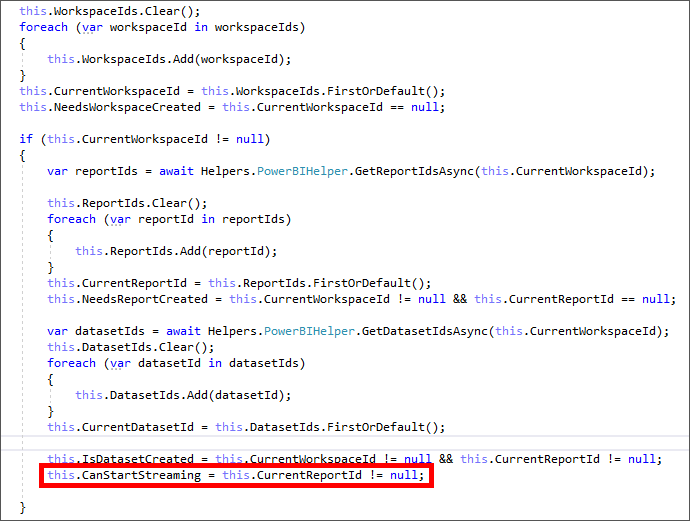 this.WorkspaceIds.Clear();
foreach (var workspaceId in workspaceIds)
{
this.WorkspaceIds.Add(workspaceId);
}
this.CurrentWorkspaceId = this.WorkspaceIds.FirstOrDefault();
this.NeedsWorkspaceCreated = this.CurrentWorkspaceId == null;
if (this.CurrentWorkspaceId != null)
{
var reportIds = await Helpers.PowerBIHelper.GetReportIdsAsync(this.CurrentWorkspaceId);
this.ReportIds.Clear();
foreach (var reportId in reportIds)
{
this.ReportIds.Add(reportId);
}
this.CurrentReportId = this.ReportIds.FirstOrDefault();
this.NeedsReportCreated = this.CurrentWorkspaceId != null && this.CurrentReportId == null;
var datasetIds = await Helpers.PowerBIHelper.GetDatasetIdsAsync(this.CurrentWorkspaceId);
this.DatasetIds.Clear();
foreach (var datasetId in datasetIds)
{
this.DatasetIds.Add(datasetId);
}
this.CurrentDatasetId = this.DatasetIds.FirstOrDefault();
this.IsDatasetCreated = this.CurrentWorkspaceId != null && this.CurrentReportId != null;
this.CanStartStreaming = this.CurrentReportId != null;
}